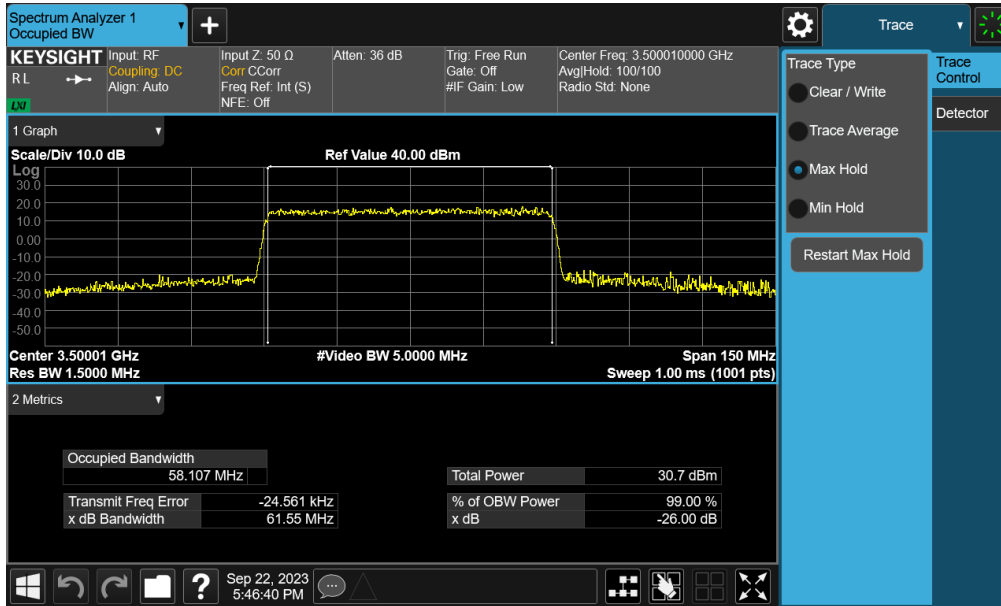 Spectrum Analyzer 1
Occupied BW
Trace
KEYSIGHT
R L
LXI
Input: RF
Coupling: DC
Align: Auto
Input Z: 50 Ω
Corr CCorr
Freq Ref: Int (S)
NFE: Off
Atten: 36 dB
Trig: Free Run
Gate: Off
#IF Gain: Low
Center Freq: 3.500010000 GHz
Avg|Hold: 100/100
Radio Std: None
Trace Type
Clear / Write
Trace Average
Max Hold
Min Hold
Restart Max Hold
Trace
Control
Detector
1 Graph
Scale/Div 10.0 dB
Ref Value 40.00 dBm
Log
30.0
20.0
10.0
0.00
-10.0
-20.0
-30.0
-40.0
-50.0
Center 3.50001 GHz
#Video BW 5.0000 MHz
Span 150 MHz
Res BW 1.5000 MHz
Sweep 1.00 ms (1001 pts)
2 Metrics
Occupied Bandwidth
58.107 MHz
Total Power 30.7 dBm
Transmit Freq Error -24.561 kHz
% of OBW Power 99.00 %
x dB Bandwidth 61.55 MHz
x dB -26.00 dB
?
Sep 22, 2023
5:46:40 PM